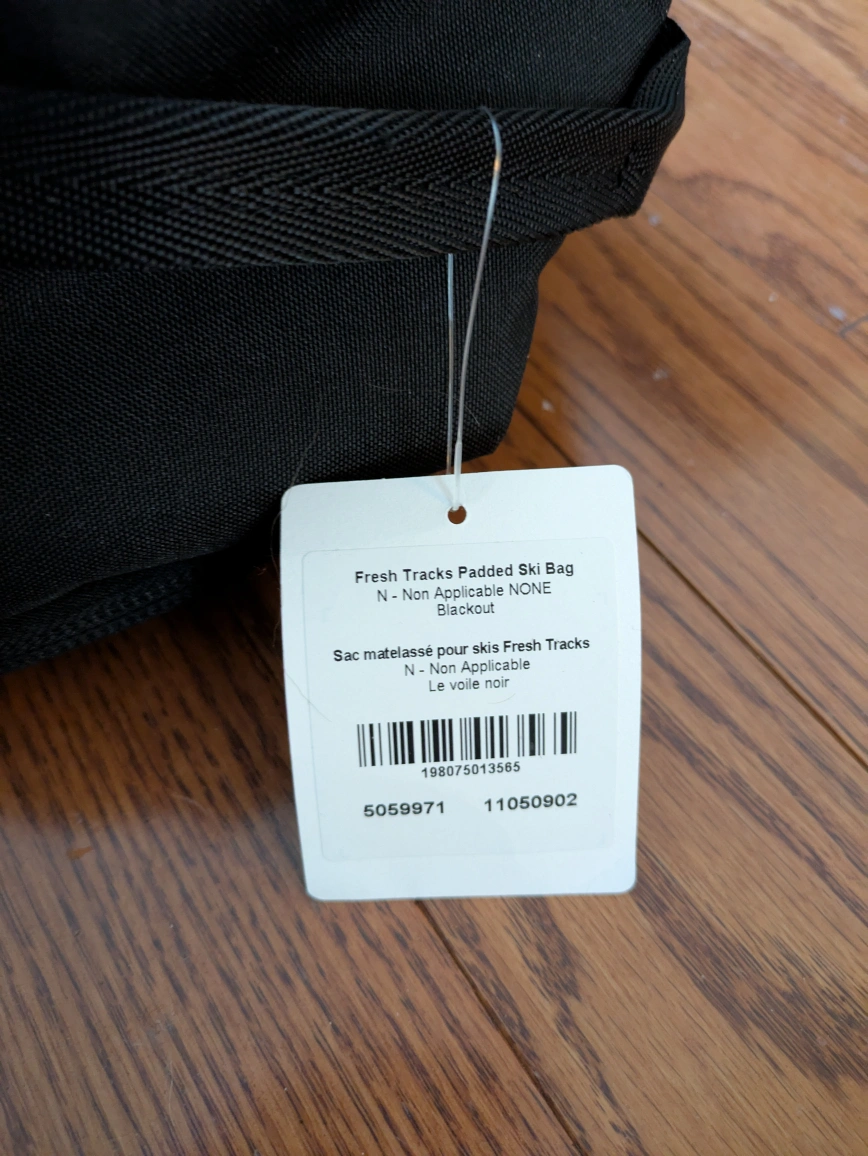 Fresh Tracks Padded Ski Bag
N - Non Applicable NONE
Blackout
Sac matelassé pour skis Fresh Tracks
N - Non Applicable
Le voile noir
198075013565
5059971 11050902